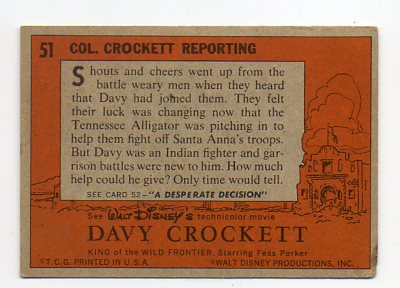 51 COL. CROCKETT REPORTING
Shouts and cheers went up from the
battle weary men when they heard
that Davy had joined them. They felt
their luck was changing now that the
Tennessee Alligator was pitching in to
help them fight off Santa Anna's troops.
But Davy was an Indian fighter and gar-
rison battles were new to him. How much
help could he give? Only time would tell.
SEE CARD 52—"A DESPERATE DECISION"
See WALT DISNEY'S technicolor movie
DAVY CROCKETT
KING of the WILD FRONTIER, Starring Fess Parker
©T.C.G. PRINTED IN U.S.A. ©WALT DISNEY PRODUCTIONS, INC.